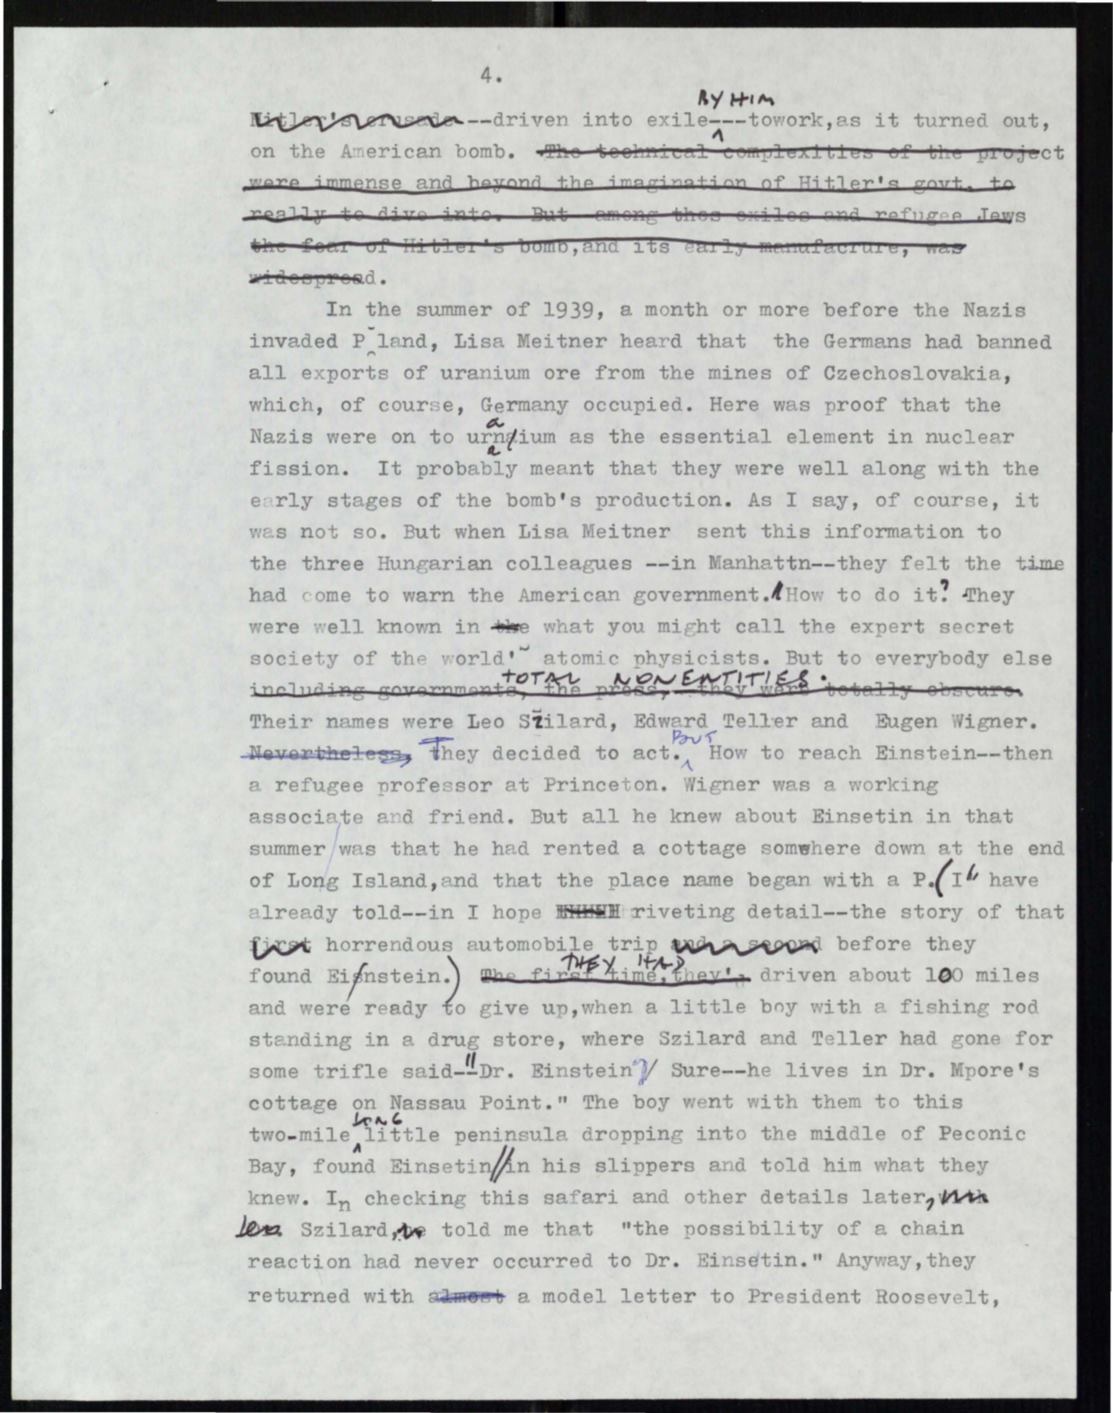 4.
BY HIM
Hitler's crusade--driven into exile---towork,as it turned out,
on the American bomb. The technical complexities of the project
were immense and beyond the imagination of Hitler's govt. to
really to dive into. But among thos exiles and refugee Jews
the fear of Hitler's bomb,and its early manufacrure, was
widespread.
In the summer of 1939, a month or more before the Nazis
invaded P land, Lisa Meitner heard that the Germans had banned
all exports of uranium ore from the mines of Czechoslovakia,
which, of course, Germany occupied. Here was proof that the
a
Nazis were on to urnaium as the essential element in nuclear
fission. It probably meant that they were well along with the
early stages of the bomb's production. As I say, of course, it
was not so. But when Lisa Meitner sent this information to
the three Hungarian colleagues --in Manhattn--they felt the time
had come to warn the American government. How to do it? They
were well known in the what you might call the expert secret
society of the world' atomic physicists. But to everybody else
TOTAL NONENTITIES.
including governments, the press, they were totally obscure.
Their names were Leo Szilard, Edward Teller and Eugen Wigner.
BUT
Nevertheless, They decided to act. How to reach Einstein--then
a refugee professor at Princeton. Wigner was a working
associate and friend. But all he knew about Einsetin in that
summer was that he had rented a cottage somwhere down at the end
of Long Island,and that the place name began with a P. (I have
already told--in I hope riveting detail--the story of that
first horrendous automobile trip and a second before they
THEY HAD
found Einstein.) The first time,they'd driven about 100 miles
and were ready to give up,when a little boy with a fishing rod
standing in a drug store, where Szilard and Teller had gone for
some trifle said--"Dr. Einstein? Sure--he lives in Dr. Mpore's
cottage on Nassau Point." The boy went with them to this
LONG
two-mile little peninsula dropping into the middle of Peconic
Bay, found Einsetin in his slippers and told him what they
knew. In checking this safari and other details later,
Leo Szilard, he told me that "the possibility of a chain
reaction had never occurred to Dr. Einsetin." Anyway,they
returned with almost a model letter to President Roosevelt,